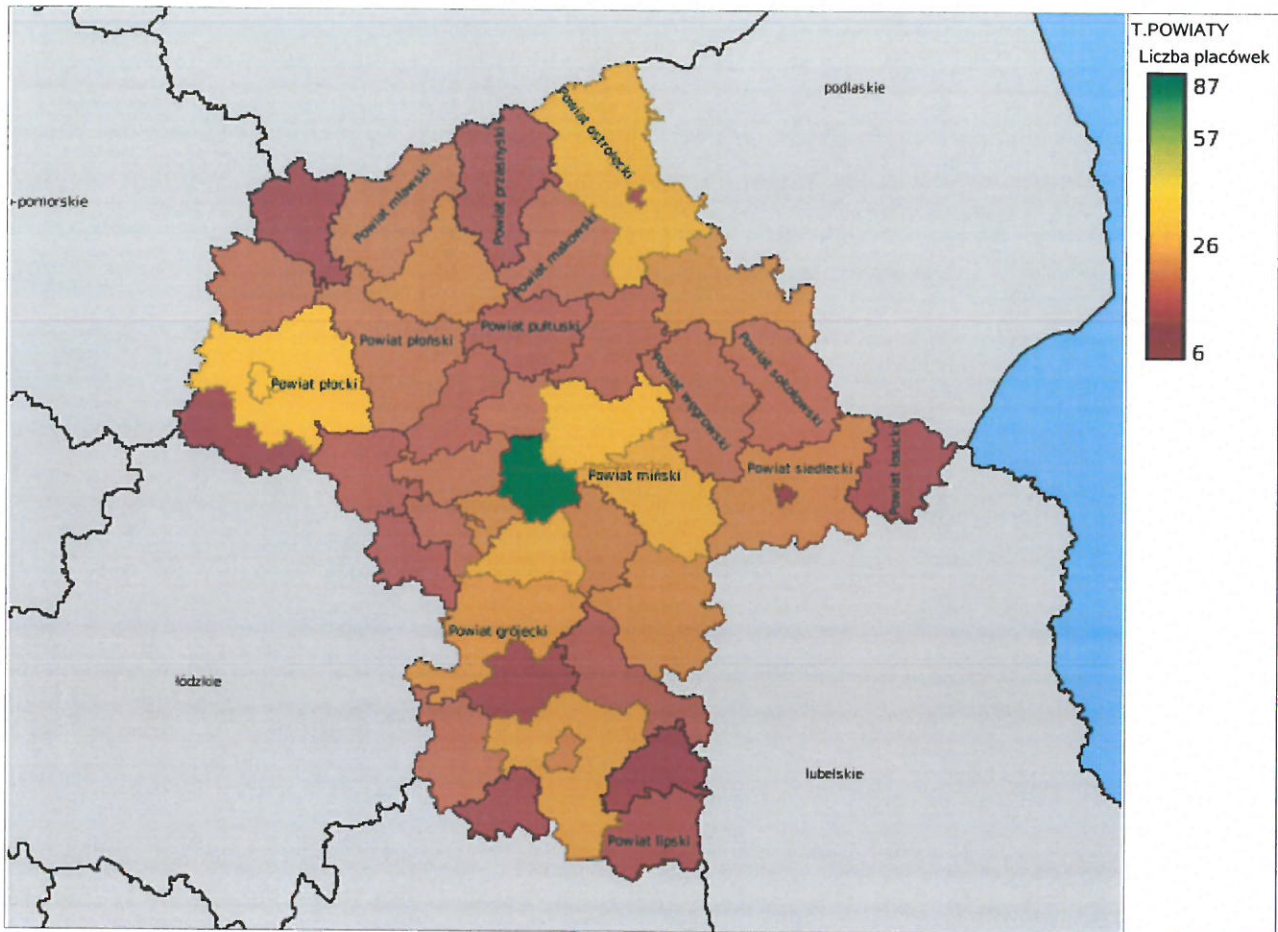 T.POWIATY
Liczba placówek
87
57
26
6
podlaskie
-pomorskie
łódzkie
lubelskie
Powiat ostrołęcki
Powiat przasnyski
Powiat mławski
Powiat makowski
Powiat pułtuski
Powiat płoński
Powiat płocki
Powiat węgrowski
Powiat sokołowski
Powiat miński
Powiat siedlecki
Powiat łosicki
Powiat grójecki
Powiat lipski